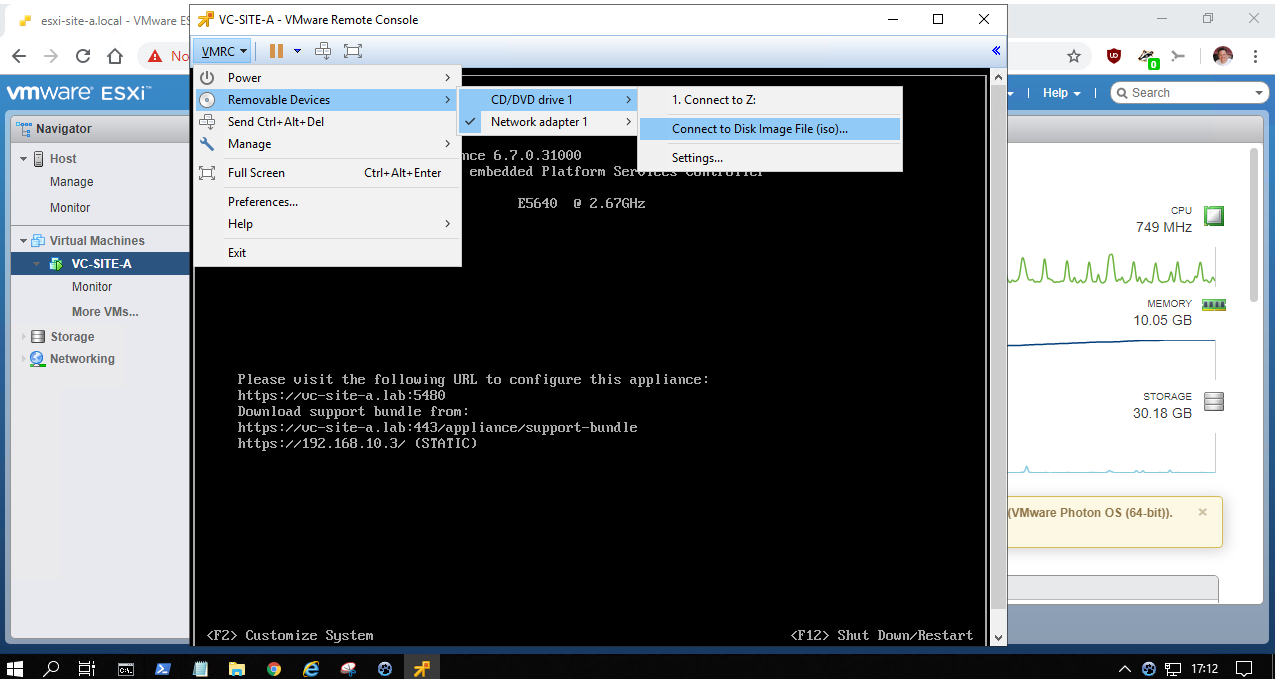 esxi-site-a.local - VMware ES
VC-SITE-A - VMware Remote Console
No
UD
0
VMRC
«
vmware ESXi™
Help
Search
Navigator
Host
Manage
Monitor
Virtual Machines
VC-SITE-A
Monitor
More VMs...
Storage
Networking
Power
Removable Devices
Send Ctrl+Alt+Del
Manage
Full Screen Ctrl+Alt+Enter
Preferences...
Help
Exit
CD/DVD drive 1
Network adapter 1
1. Connect to Z:
Connect to Disk Image File (iso)...
Settings...
nce 6.7.0.31000
embedded Platform Services Controller
E5640 @ 2.67GHz
Please visit the following URL to configure this appliance:
https://vc-site-a.lab:5480
Download support bundle from:
https://vc-site-a.lab:443/appliance/support-bundle
https://192.168.10.3/ (STATIC)
<F2> Customize System
<F12> Shut Down/Restart
CPU
749 MHz
MEMORY
10.05 GB
STORAGE
30.18 GB
(VMware Photon OS (64-bit)).
17:12